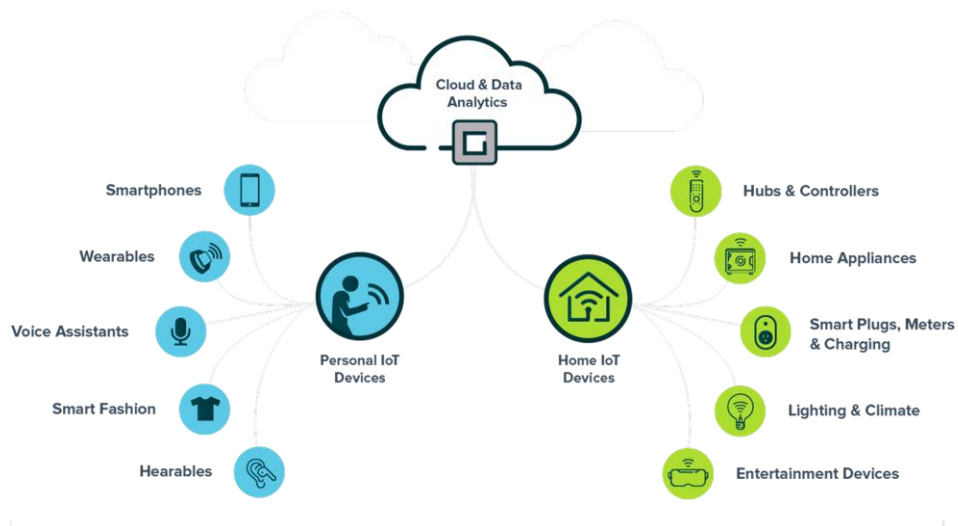 Cloud & Data
Analytics
Smartphones
Wearables
Voice Assistants
Smart Fashion
Hearables
Personal IoT
Devices
Home IoT
Devices
Hubs & Controllers
Home Appliances
Smart Plugs, Meters
& Charging
Lighting & Climate
Entertainment Devices